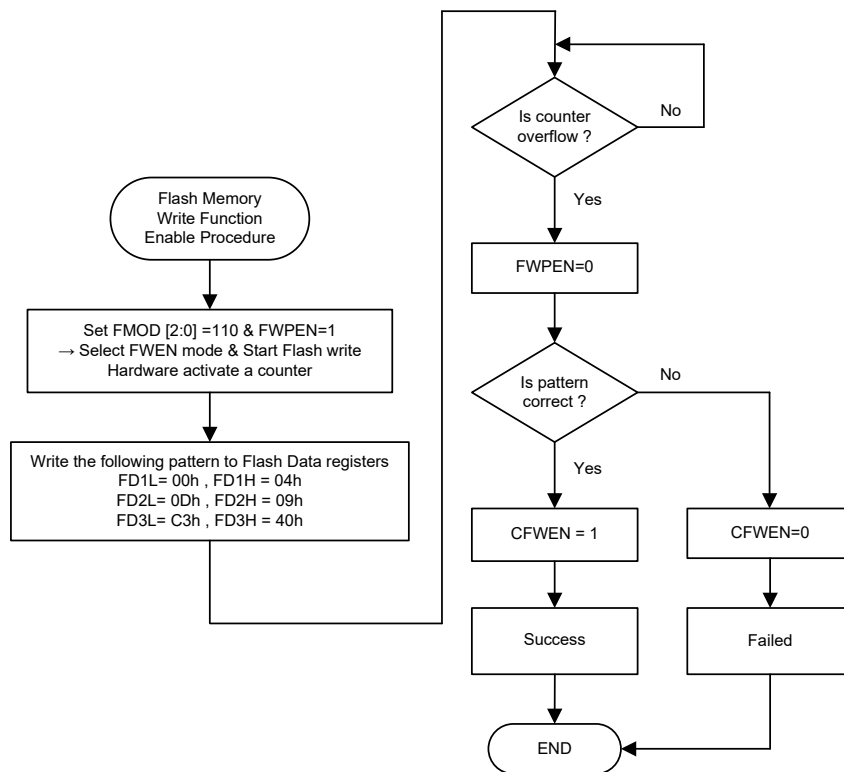 Flash Memory
Write Function
Enable Procedure
Set FMOD [2:0] =110 & FWPEN=1
→ Select FWEN mode & Start Flash write
Hardware activate a counter
Write the following pattern to Flash Data registers
FD1L= 00h , FD1H = 04h
FD2L= 0Dh , FD2H = 09h
FD3L= C3h , FD3H = 40h
Is counter
overflow ?
No
Yes
FWPEN=0
Is pattern
correct ?
No
Yes
CFWEN = 1
CFWEN=0
Success
Failed
END